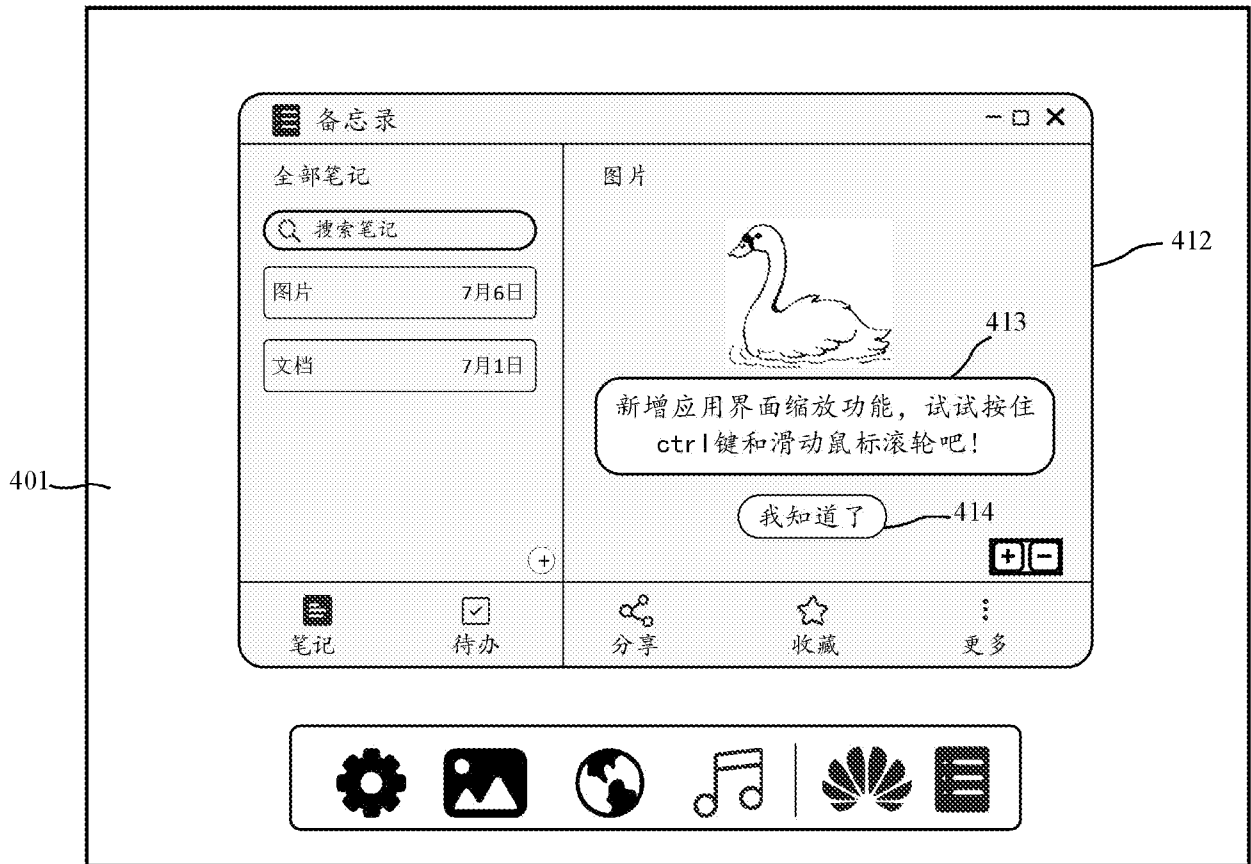 备忘录
全部笔记
搜索笔记
图片 7月6日
文档 7月1日
图片
412
413
新增应用界面缩放功能，试试按住
ctrl键和滑动鼠标滚轮吧！
我知道了
414
401
笔记
待办
分享
收藏
更多